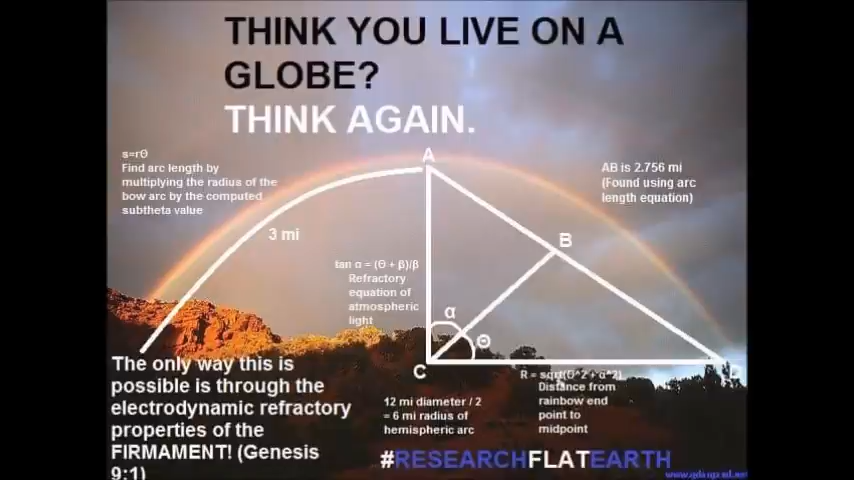 THINK YOU LIVE ON A
GLOBE?
THINK AGAIN.
s=rΘ
Find arc length by
multiplying the radius of the
bow arc by the computed
subtheta value
A
AB is 2.756 mi
(Found using arc
length equation)
3 mi
B
tan α = (Θ + β)/β
Refractory
equation of
atmospheric
light
α
Θ
C
D
The only way this is
possible is through the
electrodynamic refractory
properties of the
FIRMAMENT! (Genesis
9:1)
12 mi diameter / 2
= 6 mi radius of
hemispheric arc
R = sqrt(Θ^2 + α^2)
Distance from
rainbow end
point to
midpoint
#RESEARCHFLATEARTH